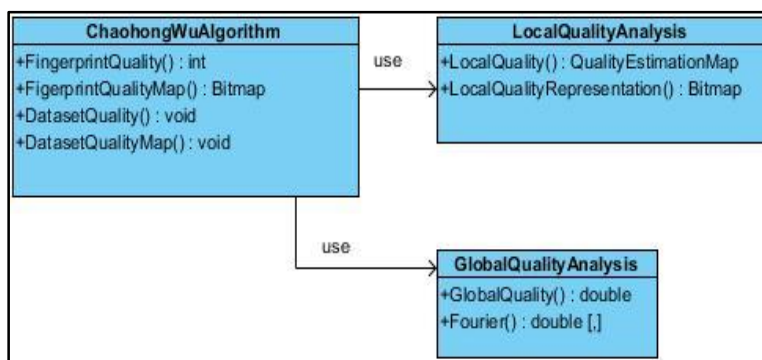 ChaohongWuAlgorithm
+FingerprintQuality() : int
+FigerprintQualityMap() : Bitmap
+DatasetQuality() : void
+DatasetQualityMap() : void
use
LocalQualityAnalysis
+LocalQuality() : QualityEstimationMap
+LocalQualityRepresentation() : Bitmap
use
GlobalQualityAnalysis
+GlobalQuality() : double
+Fourier() : double [,]